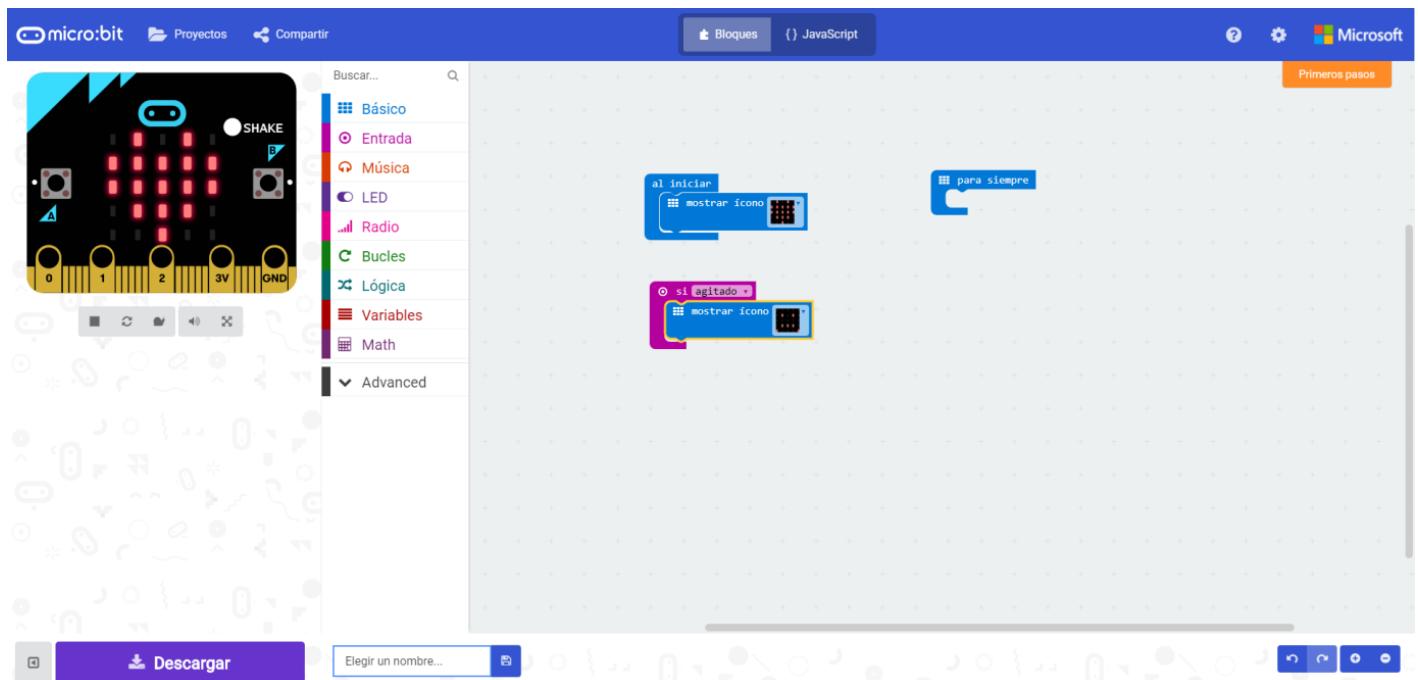 micro:bit Proyectos Compartir Bloques {} JavaScript ? Microsoft
Buscar...
Primeros pasos
SHAKE
B
A
0 1 2 3V GND
Básico
Entrada
Música
LED
Radio
Bucles
Lógica
Variables
Math
Advanced
al iniciar
mostrar ícono
para siempre
si agitado
mostrar ícono
Descargar
Elegir un nombre...